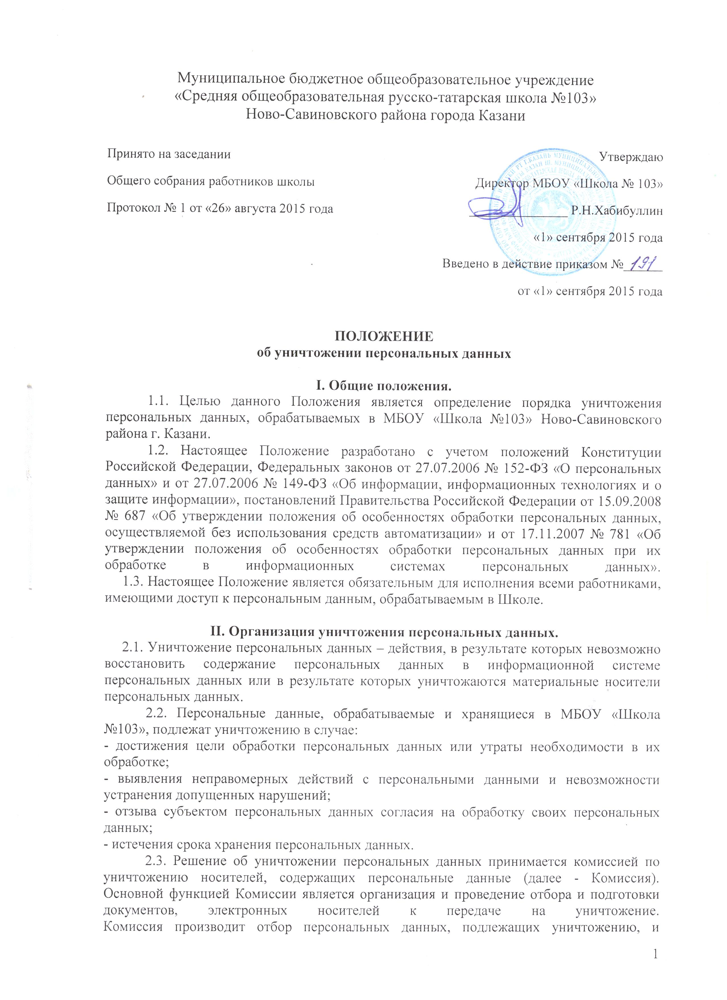 Муниципальное бюджетное общеобразовательное учреждение
«Средняя общеобразовательная русско-татарская школа №103»
Ново-Савиновского района города Казани
Принято на заседании
Утверждаю
Общего собрания работников школы
Директор МБОУ «Школа № 103»
Протокол № 1 от «26» августа 2015 года
Р.Н.Хабибуллин
«1» сентября 2015 года
Введено в действие приказом № 191
от «1» сентября 2015 года
ПОЛОЖЕНИЕ
об уничтожении персональных данных
I. Общие положения.
1.1. Целью данного Положения является определение порядка уничтожения
персональных данных, обрабатываемых в МБОУ «Школа №103» Ново-Савиновского
района г. Казани.
1.2. Настоящее Положение разработано с учетом положений Конституции
Российской Федерации, Федеральных законов от 27.07.2006 № 152-ФЗ «О персональных
данных» и от 27.07.2006 № 149-ФЗ «Об информации, информационных технологиях и о
защите информации», постановлений Правительства Российской Федерации от 15.09.2008
№ 687 «Об утверждении положения об особенностях обработки персональных данных,
осуществляемой без использования средств автоматизации» и от 17.11.2007 № 781 «Об
утверждении положения об особенностях обработки персональных данных при их
обработке в информационных системах персональных данных».
1.3. Настоящее Положение является обязательным для исполнения всеми работниками,
имеющими доступ к персональным данным, обрабатываемым в Школе.
II. Организация уничтожения персональных данных.
2.1. Уничтожение персональных данных – действия, в результате которых невозможно
восстановить содержание персональных данных в информационной системе
персональных данных или в результате которых уничтожаются материальные носители
персональных данных.
2.2. Персональные данные, обрабатываемые и хранящиеся в МБОУ «Школа
№103», подлежат уничтожению в случае:
- достижения цели обработки персональных данных или утраты необходимости в их
обработке;
- выявления неправомерных действий с персональными данными и невозможности
устранения допущенных нарушений;
- отзыва субъектом персональных данных согласия на обработку своих персональных
данных;
- истечения срока хранения персональных данных.
2.3. Решение об уничтожении персональных данных принимается комиссией по
уничтожению носителей, содержащих персональные данные (далее - Комиссия).
Основной функцией Комиссии является организация и проведение отбора и подготовки
документов, электронных носителей к передаче на уничтожение.
Комиссия производит отбор персональных данных, подлежащих уничтожению, и
1